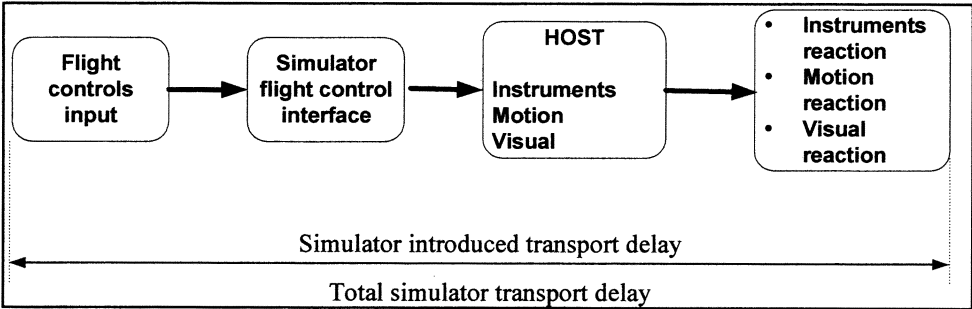 Flight
controls
input
Simulator
flight control
interface
HOST
Instruments
Motion
Visual
• Instruments
reaction
• Motion
reaction
• Visual
reaction
Simulator introduced transport delay
Total simulator transport delay